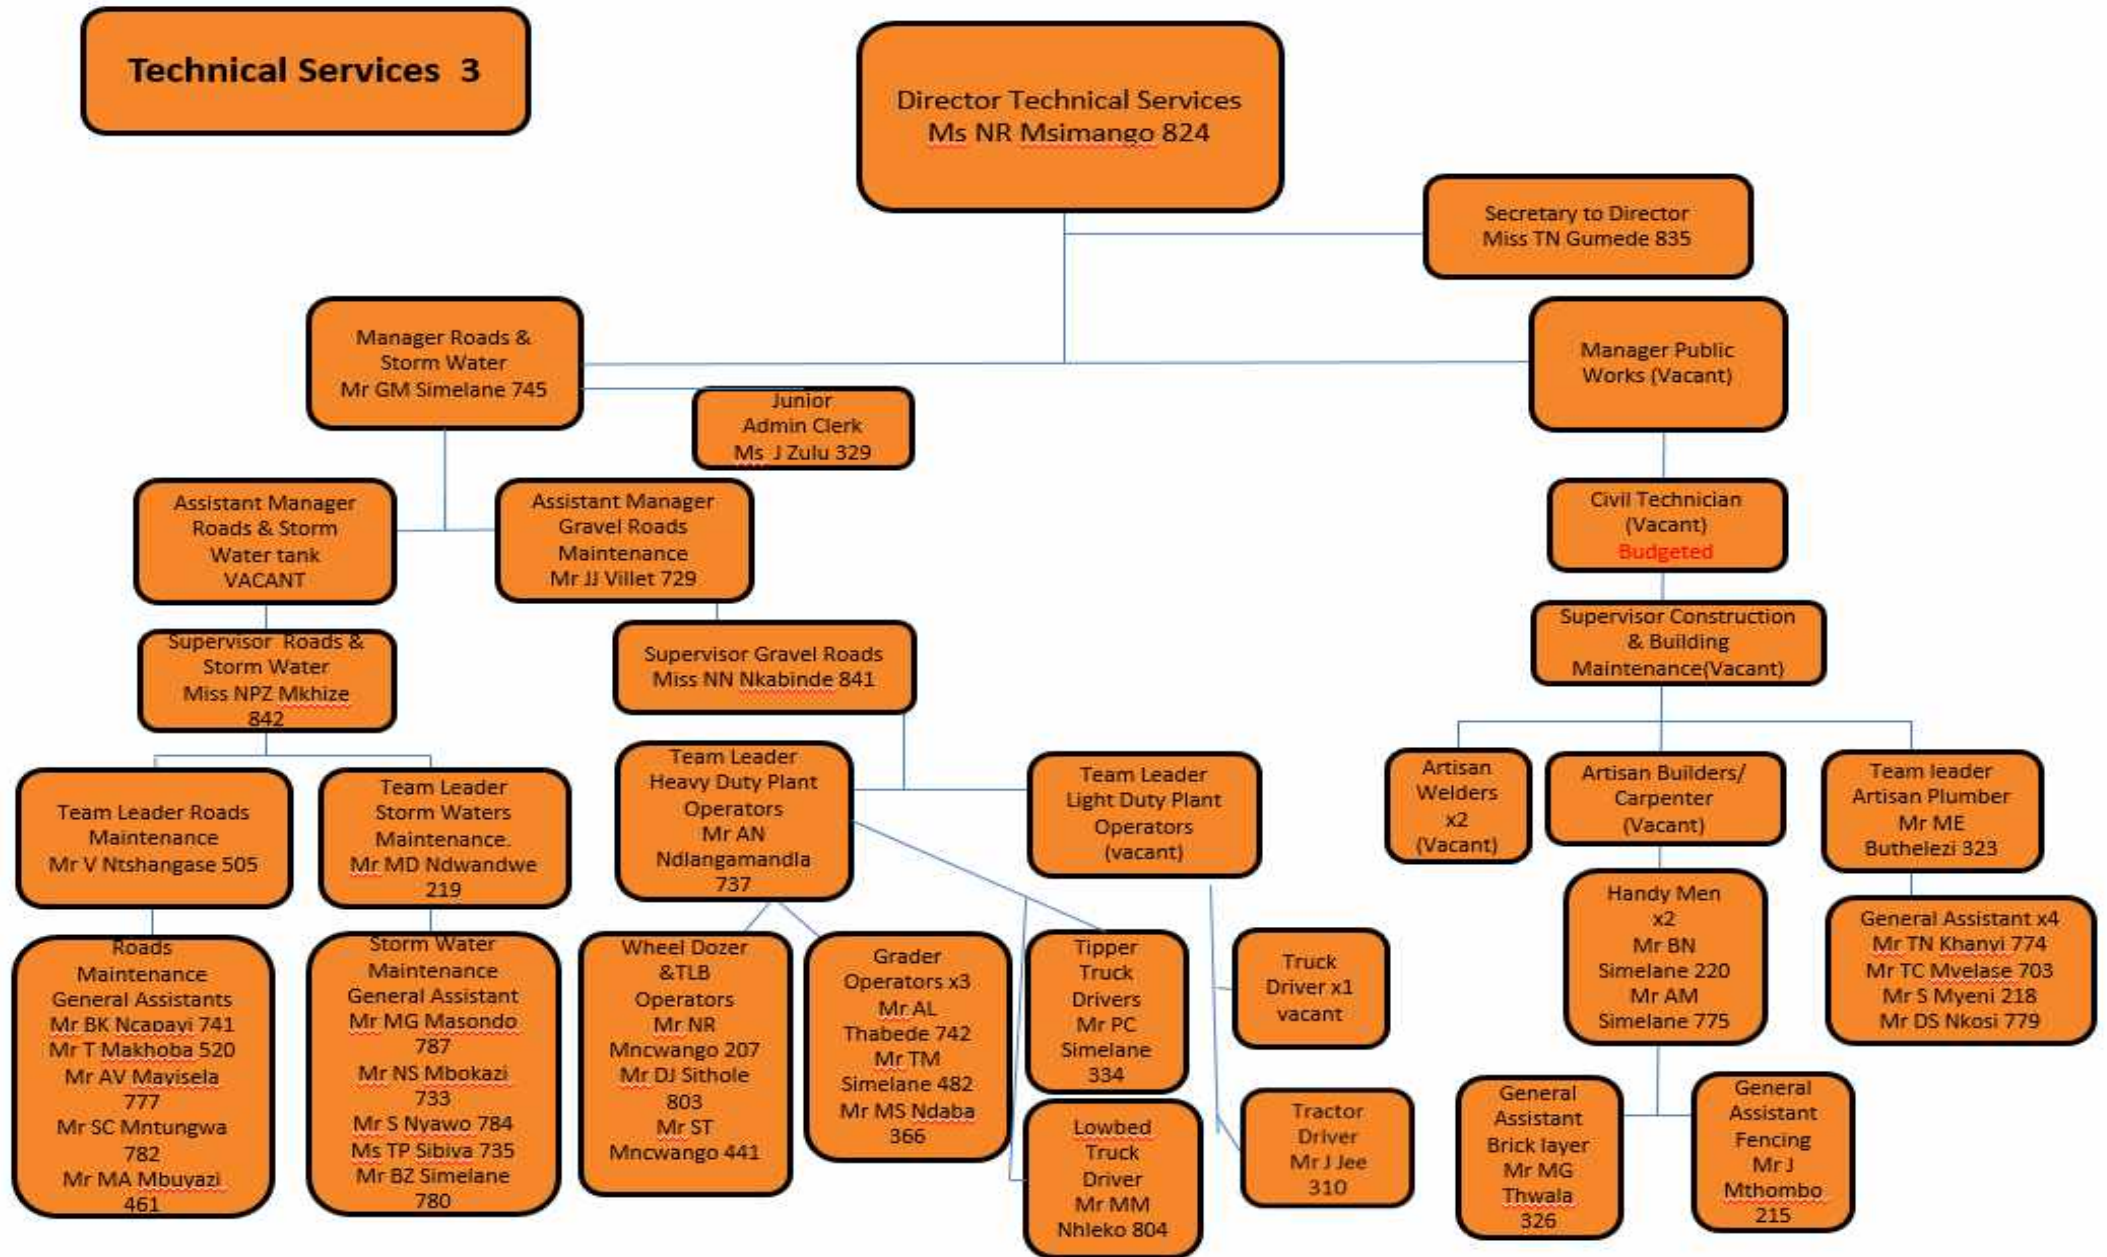 Technical Services 3
Director Technical Services
Ms NR Msimango 824
Secretary to Director
Miss TN Gumede 835
Manager Roads &
Storm Water
Mr GM Simelane 745
Manager Public
Works (Vacant)
Junior
Admin Clerk
Ms J Zulu 329
Assistant Manager
Roads & Storm
Water tank
VACANT
Assistant Manager
Gravel Roads
Maintenance
Mr JJ Villet 729
Civil Technician
(Vacant)
Budgeted
Supervisor Roads &
Storm Water
Miss NPZ Mkhize
842
Supervisor Gravel Roads
Miss NN Nkabinde 841
Supervisor Construction
& Building
Maintenance(Vacant)
Team Leader Roads
Maintenance
Mr V Ntshangase 505
Team Leader
Storm Waters
Maintenance.
Mr MD Ndwandwe
219
Team Leader
Heavy Duty Plant
Operators
Mr AN
Ndlangamandla
737
Team Leader
Light Duty Plant
Operators
(vacant)
Artisan
Welders
x2
(Vacant)
Artisan Builders/
Carpenter
(Vacant)
Team leader
Artisan Plumber
Mr ME
Buthelezi 323
Roads
Maintenance
General Assistants
Mr BK Ncapayi 741
Mr T Makhoba 520
Mr AV Mayisela
777
Mr SC Mntungwa
782
Mr MA Mbuyazi
461
Storm Water
Maintenance
General Assistant
Mr MG Masondo
787
Mr NS Mbokazi
733
Mr S Nyawo 784
Ms TP Sibiya 735
Mr BZ Simelane
780
Wheel Dozer
&TLB
Operators
Mr NR
Mncwango 207
Mr DJ Sithole
803
Mr ST
Mncwango 441
Grader
Operators x3
Mr AL
Thabede 742
Mr TM
Simelane 482
Mr MS Ndaba
366
Tipper
Truck
Drivers
Mr PC
Simelane
334
Lowbed
Truck
Driver
Mr MM
Nhleko 804
Truck
Driver x1
vacant
Tractor
Driver
Mr J Jee
310
Handy Men
x2
Mr BN
Simelane 220
Mr AM
Simelane 775
General Assistant x4
Mr TN Khanyi 774
Mr TC Mvelase 703
Mr S Myeni 218
Mr DS Nkosi 779
General
Assistant
Brick layer
Mr MG
Thwala
326
General
Assistant
Fencing
Mr J
Mthombo
215